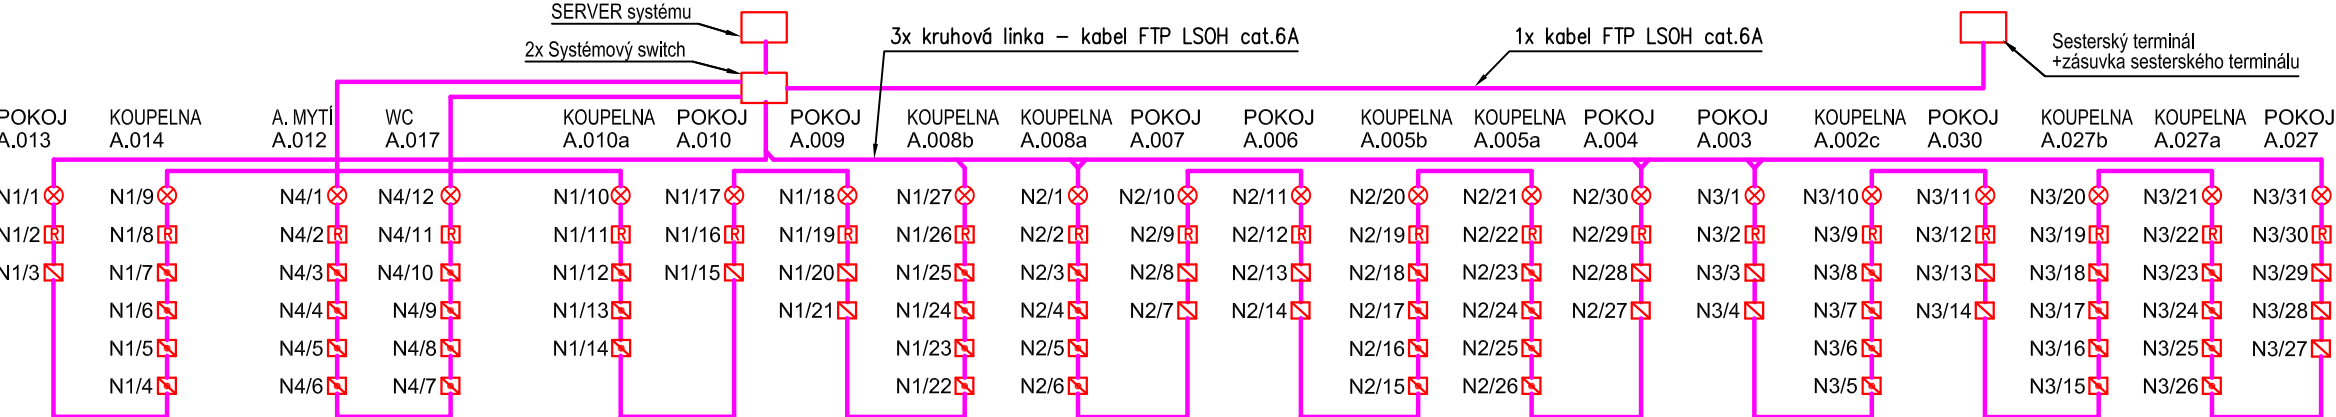 SERVER systému
2x Systémový switch
3x kruhová linka – kabel FTP LSOH cat.6A
1x kabel FTP LSOH cat.6A
Sesterský terminál
+zásuvka sesterského terminálu
POKOJ KOUPELNA A. MYTÍ WC KOUPELNA POKOJ POKOJ KOUPELNA KOUPELNA POKOJ POKOJ KOUPELNA KOUPELNA POKOJ POKOJ KOUPELNA POKOJ KOUPELNA KOUPELNA POKOJ
A.013 A.014 A.012 A.017 A.010a A.010 A.009 A.008b A.008a A.007 A.006 A.005b A.005a A.004 A.003 A.002c A.030 A.027b A.027a A.027
N1/1 N1/9 N4/1 N4/12 N1/10 N1/17 N1/18 N1/27 N2/1 N2/10 N2/11 N2/20 N2/21 N2/30 N3/1 N3/10 N3/11 N3/20 N3/21 N3/31
N1/2 R N1/8 R N4/2 R N4/11 R N1/11 R N1/16 R N1/19 R N1/26 R N2/2 R N2/9 R N2/12 R N2/19 R N2/22 R N2/29 R N3/2 R N3/9 R N3/12 R N3/19 R N3/22 R N3/30 R
N1/3 N1/7 N4/3 N4/10 N1/12 N1/15 N1/20 N1/25 N2/3 N2/8 N2/13 N2/18 N2/23 N2/28 N3/3 N3/8 N3/13 N3/18 N3/23 N3/29
N1/6 N4/4 N4/9 N1/13 N1/21 N1/24 N2/4 N2/7 N2/14 N2/17 N2/24 N2/27 N3/4 N3/7 N3/14 N3/17 N3/24 N3/28
N1/5 N4/5 N4/8 N1/14 N1/23 N2/5 N2/16 N2/25 N3/6 N3/16 N3/25 N3/27
N1/4 N4/6 N4/7 N1/22 N2/6 N2/15 N2/26 N3/5 N3/15 N3/26